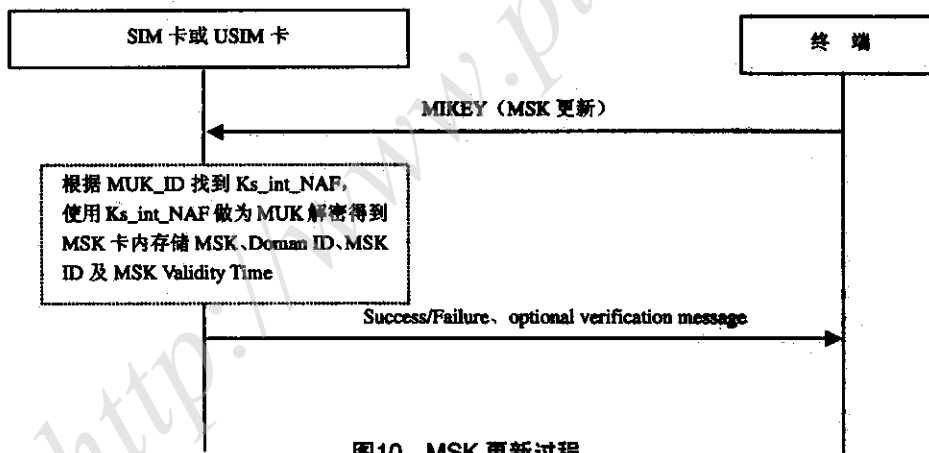 SIM 卡或 USIM 卡
终 端
MIKEY（MSK 更新）
根据 MUK_ID 找到 Ks_int_NAF，
使用 Ks_int_NAF 做为 MUK 解密得到
MSK 卡内存储 MSK、Doman ID、MSK
ID 及 MSK Validity Time
Success/Failure、optional verification message
图10 MSK 更新过程
http://www.p